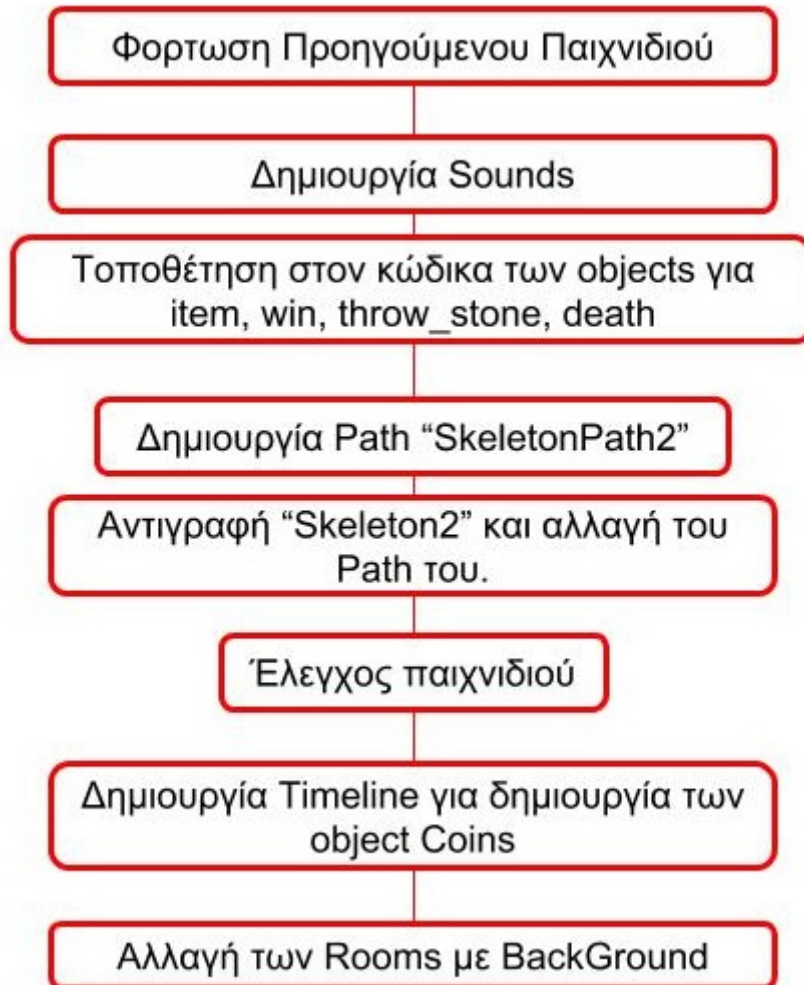 Φορτωση Προηγούμενου Παιχνιδιού
Δημιουργία Sounds
Τοποθέτηση στον κώδικα των objects για
item, win, throw_stone, death
Δημιουργία Path “SkeletonPath2”
Αντιγραφή “Skeleton2” και αλλαγή του
Path του.
Έλεγχος παιχνιδιού
Δημιουργία Timeline για δημιουργία των
object Coins
Αλλαγή των Rooms με BackGround